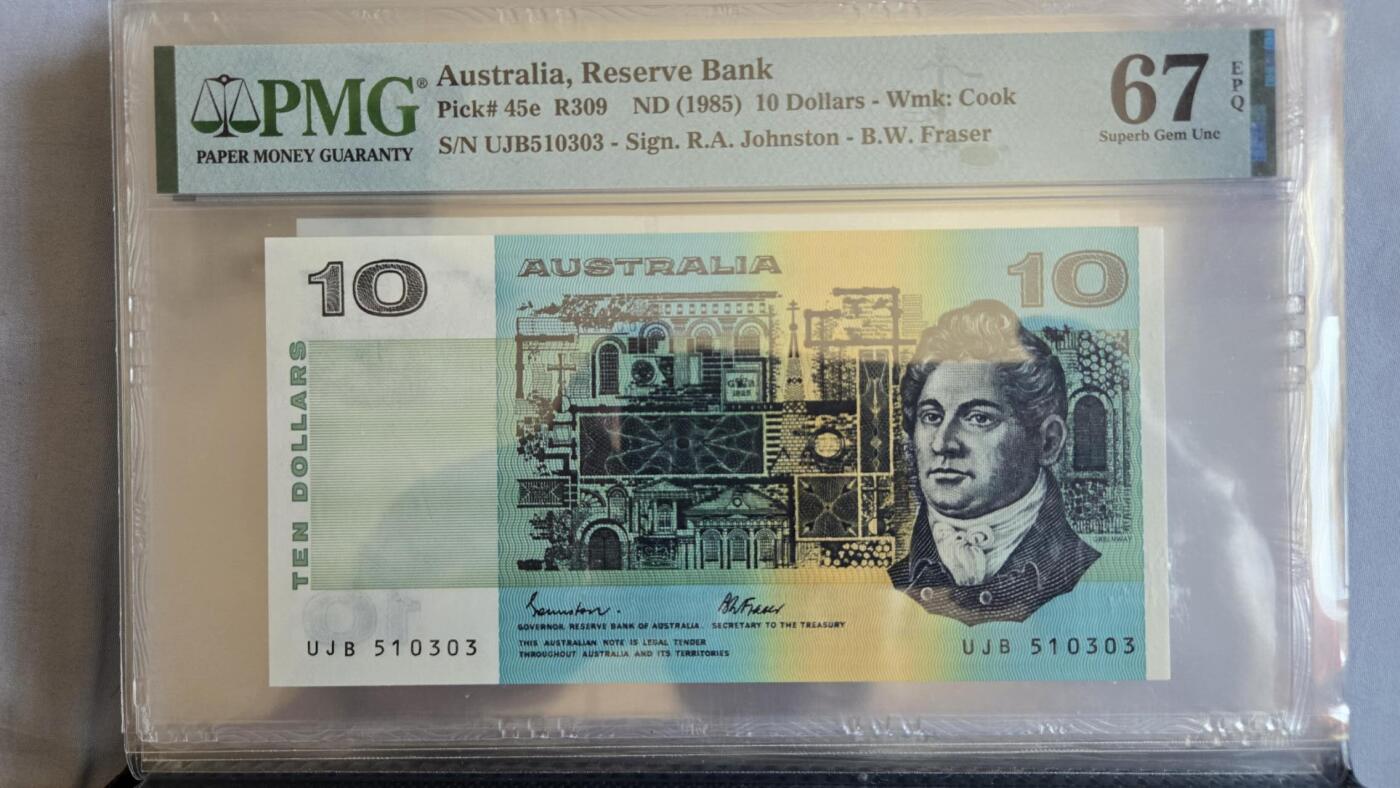 PMG®
PAPER MONEY GUARANTY
Australia, Reserve Bank
Pick# 45e R309 ND (1985) 10 Dollars - Wmk: Cook
S/N UJB510303 - Sign. R.A. Johnston - B.W. Fraser
67
EPQ
Superb Gem Unc
10
AUSTRALIA
10
TEN DOLLARS
GREENWAY
GOVERNOR RESERVE BANK OF AUSTRALIA. SECRETARY TO THE TREASURY
THIS AUSTRALIAN NOTE IS LEGAL TENDER
THROUGHOUT AUSTRALIA AND ITS TERRITORIES
UJB 510303
UJB 510303